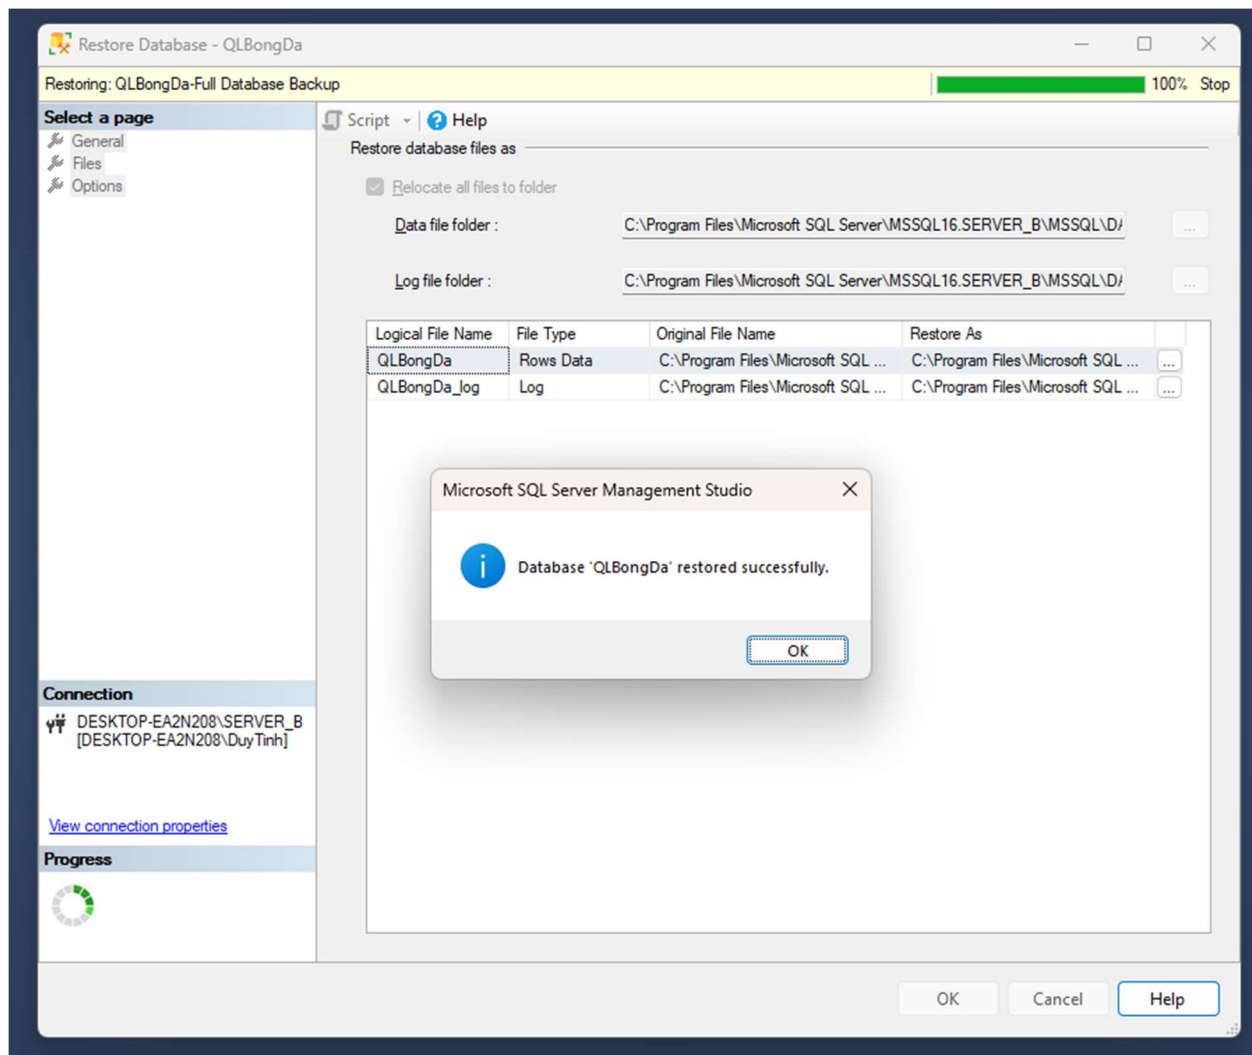 Restore Database - QLBongDa
Restoring: QLBongDa-Full Database Backup
100% Stop
Select a page
General
Files
Options
Script
Help
Restore database files as
Relocate all files to folder
Data file folder :
C:\Program Files\Microsoft SQL Server\MSSQL16.SERVER_B\MSSQL\DA
...
Log file folder :
C:\Program Files\Microsoft SQL Server\MSSQL16.SERVER_B\MSSQL\DA
...
Logical File Name File Type Original File Name Restore As
QLBongDa Rows Data C:\Program Files\Microsoft SQL ... C:\Program Files\Microsoft SQL ... ...
QLBongDa_log Log C:\Program Files\Microsoft SQL ... C:\Program Files\Microsoft SQL ... ...
Microsoft SQL Server Management Studio
Database 'QLBongDa' restored successfully.
OK
Connection
DESKTOP-EA2N208\SERVER_B
[DESKTOP-EA2N208\DuyTinh]
View connection properties
Progress
OK Cancel Help